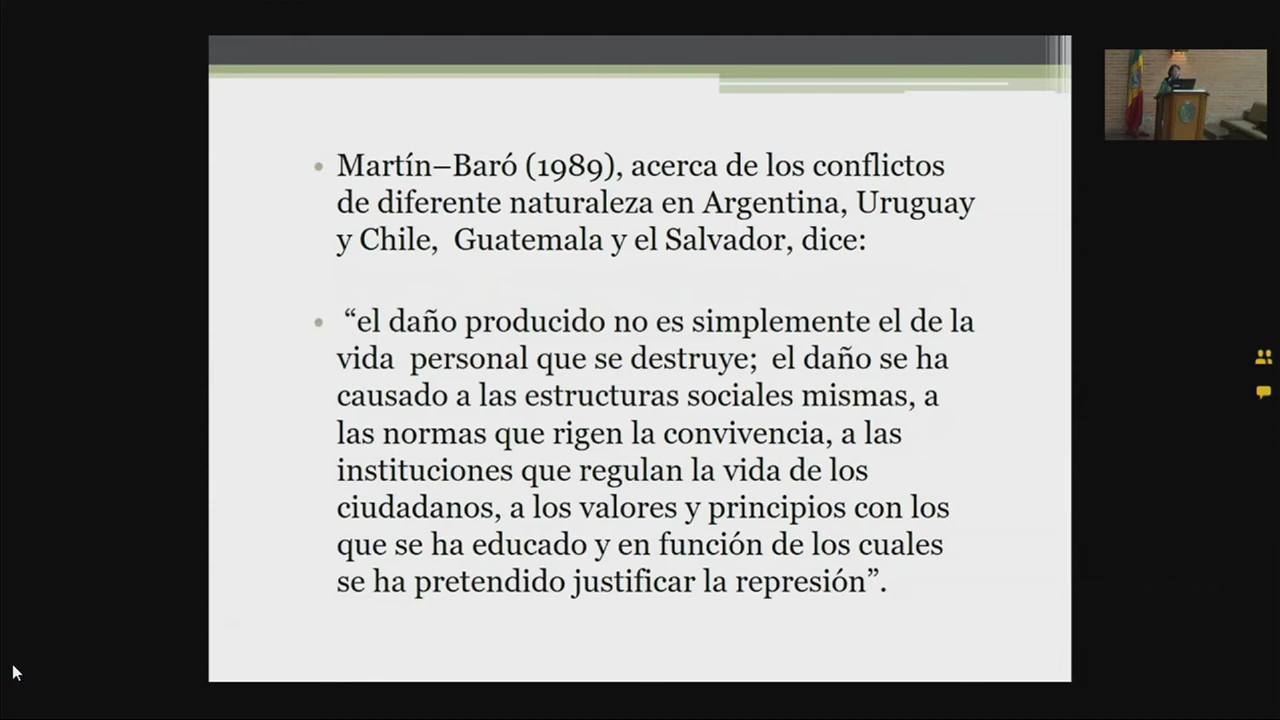 Martín–Baró (1989), acerca de los conflictos
de diferente naturaleza en Argentina, Uruguay
y Chile, Guatemala y el Salvador, dice:
“el daño producido no es simplemente el de la
vida personal que se destruye; el daño se ha
causado a las estructuras sociales mismas, a
las normas que rigen la convivencia, a las
instituciones que regulan la vida de los
ciudadanos, a los valores y principios con los
que se ha educado y en función de los cuales
se ha pretendido justificar la represión”.